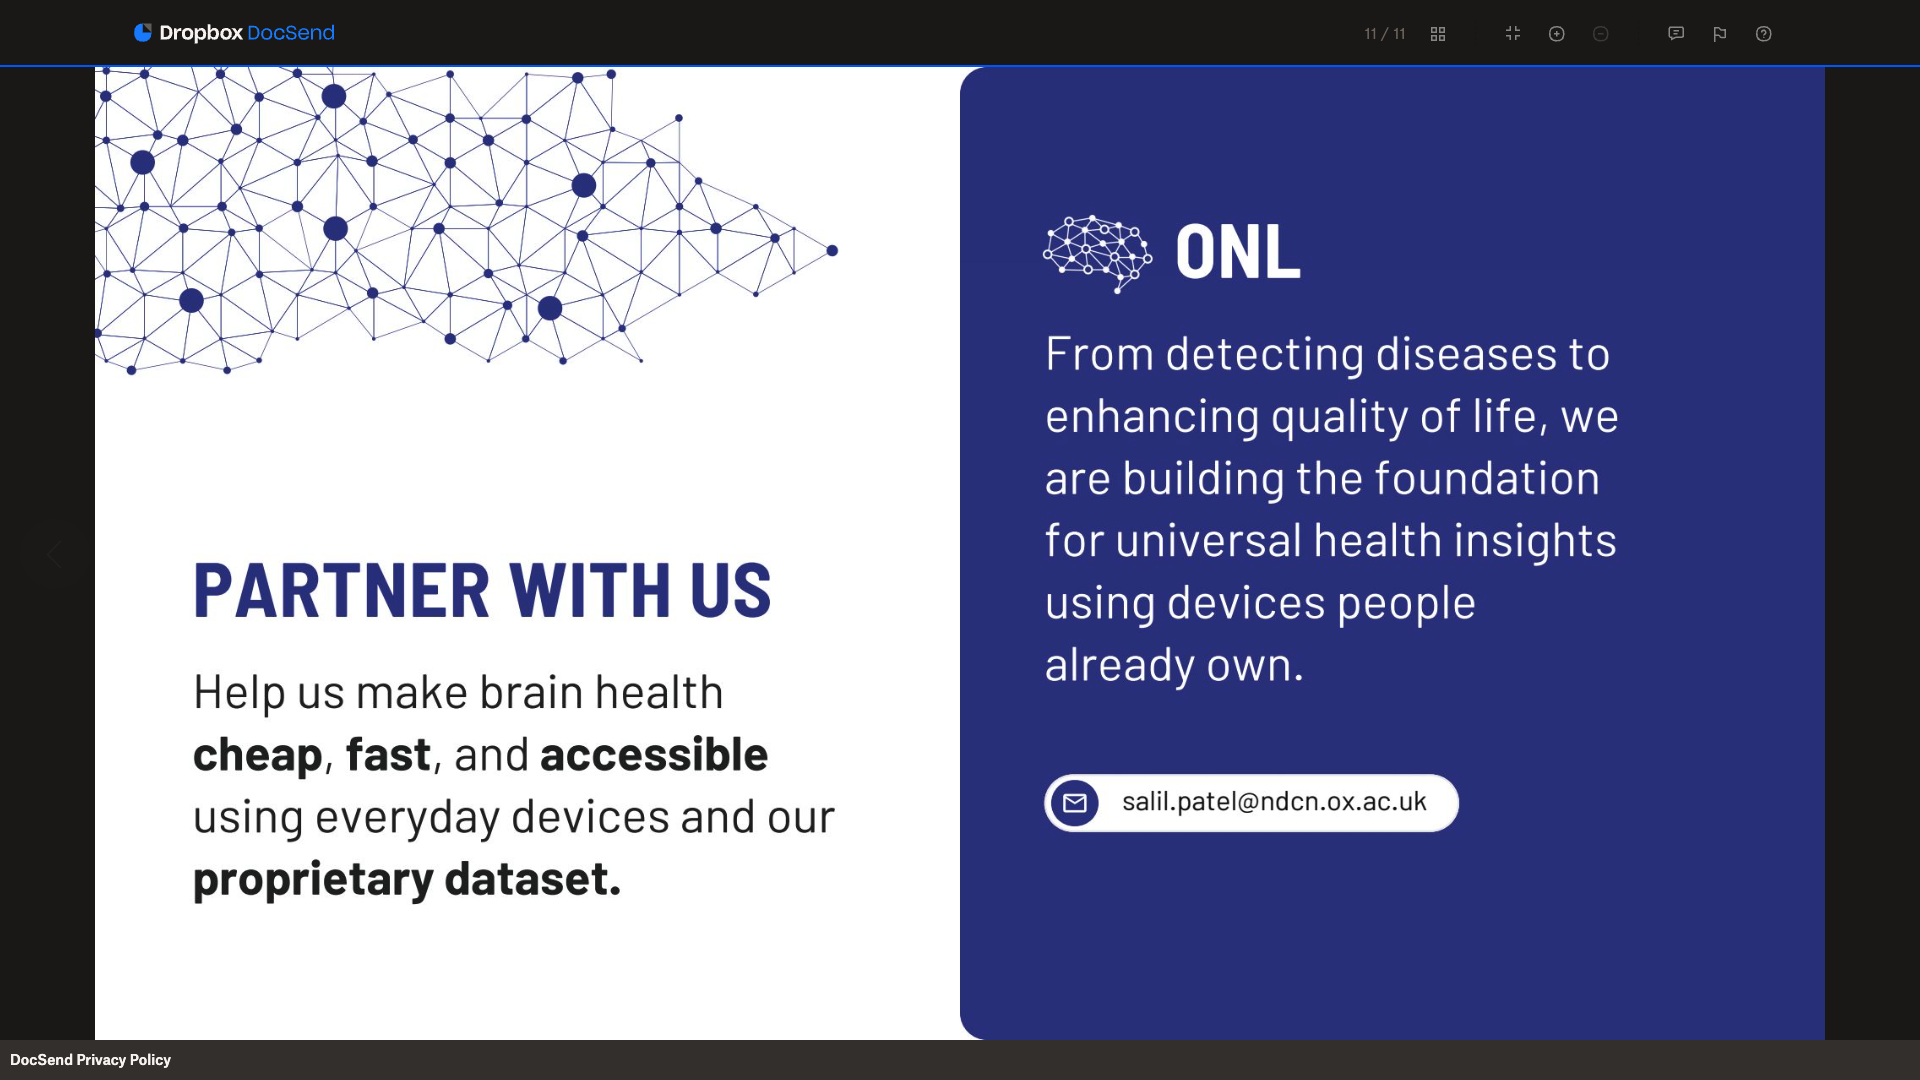 Dropbox DocSend
11 / 11
PARTNER WITH US
Help us make brain health
cheap, fast, and accessible
using everyday devices and our
proprietary dataset.
ONL
From detecting diseases to
enhancing quality of life, we
are building the foundation
for universal health insights
using devices people
already own.
salil.patel@ndcn.ox.ac.uk
DocSend Privacy Policy